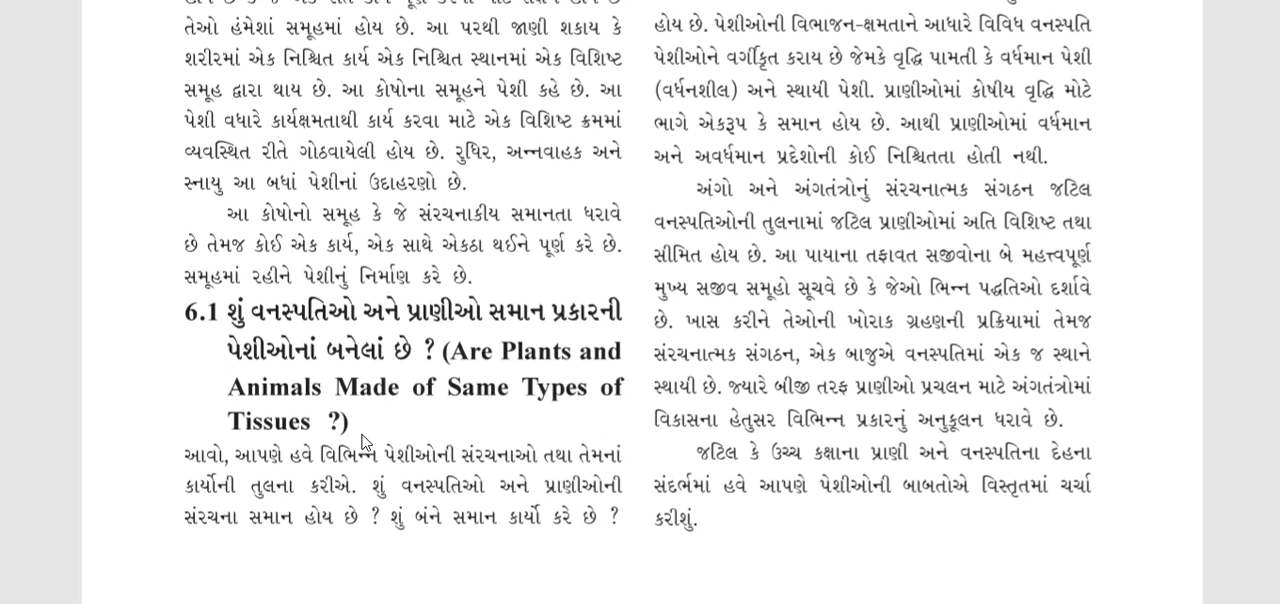 તેઓ હંમેશાં સમૂહમાં હોય છે. આ પરથી જાણી શકાય કે
શરીરમાં એક નિશ્ચિત કાર્ય એક નિશ્ચિત સ્થાનમાં એક વિશિષ્ટ
સમૂહ દ્વારા થાય છે. આ કોષોના સમૂહને પેશી કહે છે. આ
પેશી વધારે કાર્યક્ષમતાથી કાર્ય કરવા માટે એક વિશિષ્ટ ક્રમમાં
વ્યવસ્થિત રીતે ગોઠવાયેલી હોય છે. રુધિર, અન્નવાહક અને
સ્નાયુ આ બધાં પેશીનાં ઉદાહરણો છે.
આ કોષોનો સમૂહ કે જે સંરચનાકીય સમાનતા ધરાવે
છે તેમજ કોઈ એક કાર્ય, એક સાથે એકઠા થઈને પૂર્ણ કરે છે.
સમૂહમાં રહીને પેશીનું નિર્માણ કરે છે.
6.1 શું વનસ્પતિઓ અને પ્રાણીઓ સમાન પ્રકારની
પેશીઓનાં બનેલાં છે ? (Are Plants and
Animals Made of Same Types of
Tissues ?)
આવો, આપણે હવે વિભિન્ન પેશીઓની સંરચનાઓ તથા તેમનાં
કાર્યોની તુલના કરીએ. શું વનસ્પતિઓ અને પ્રાણીઓની
સંરચના સમાન હોય છે ? શું બંને સમાન કાર્યો કરે છે ?
હોય છે. પેશીઓની વિભાજન-ક્ષમતાને આધારે વિવિધ વનસ્પતિ
પેશીઓને વર્ગીકૃત કરાય છે જેમકે વૃદ્ધિ પામતી કે વર્ધમાન પેશી
(વર્ધનશીલ) અને સ્થાયી પેશી. પ્રાણીઓમાં કોષીય વૃદ્ધિ મોટે
ભાગે એકરૂપ કે સમાન હોય છે. આથી પ્રાણીઓમાં વર્ધમાન
અને અવર્ધમાન પ્રદેશોની કોઈ નિશ્ચિતતા હોતી નથી.
અંગો અને અંગતંત્રોનું સંરચનાત્મક સંગઠન જટિલ
વનસ્પતિઓની તુલનામાં જટિલ પ્રાણીઓમાં અતિ વિશિષ્ટ તથા
સીમિત હોય છે. આ પાયાના તફાવત સજીવોના બે મહત્ત્વપૂર્ણ
મુખ્ય સજીવ સમૂહો સૂચવે છે કે જેઓ ભિન્ન પદ્ધતિઓ દર્શાવે
છે. ખાસ કરીને તેઓની ખોરાક ગ્રહણની પ્રક્રિયામાં તેમજ
સંરચનાત્મક સંગઠન, એક બાજુએ વનસ્પતિમાં એક જ સ્થાને
સ્થાયી છે. જ્યારે બીજી તરફ પ્રાણીઓ પ્રચલન માટે અંગતંત્રોમાં
વિકાસના હેતુસર વિભિન્ન પ્રકારનું અનુકૂલન ધરાવે છે.
જટિલ કે ઉચ્ચ કક્ષાના પ્રાણી અને વનસ્પતિના દેહના
સંદર્ભમાં હવે આપણે પેશીઓની બાબતોએ વિસ્તૃતમાં ચર્ચા
કરીશું.